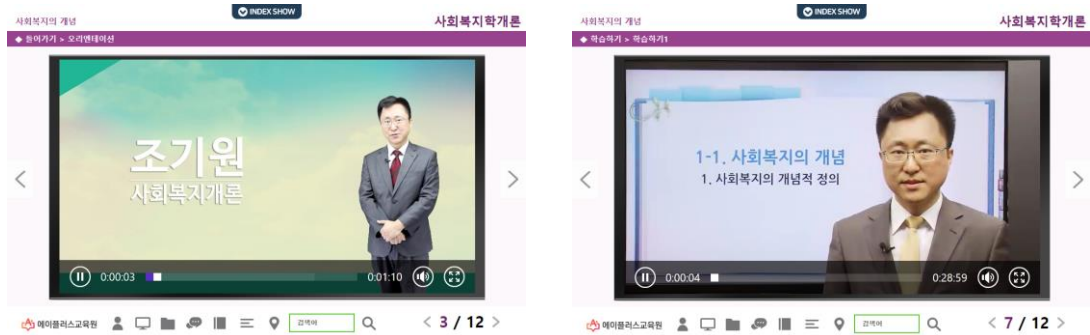 사회복지의 개념
INDEX SHOW
사회복지학개론
◆ 들어가기 > 오리엔테이션
조기원
사회복지개론
0:00:03
0:01:10
에이플러스교육원
검색어
< 3 / 12 >
사회복지의 개념
INDEX SHOW
사회복지학개론
◆ 학습하기 > 학습하기1
1-1. 사회복지의 개념
1. 사회복지의 개념적 정의
0:00:04
0:28:59
에이플러스교육원
검색어
< 7 / 12 >